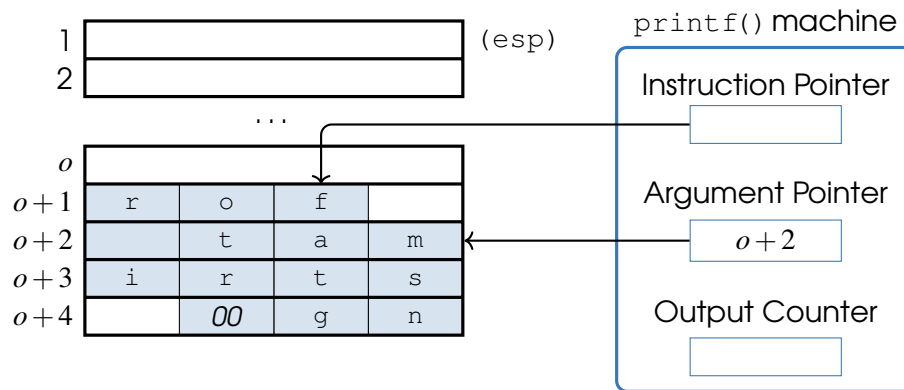 printf() machine
1 (esp)
2
Instruction Pointer
...
o
Argument Pointer
o+1 r o f
o+2 t a m
o+2
o+3 i r t s
o+4 00 g n
Output Counter